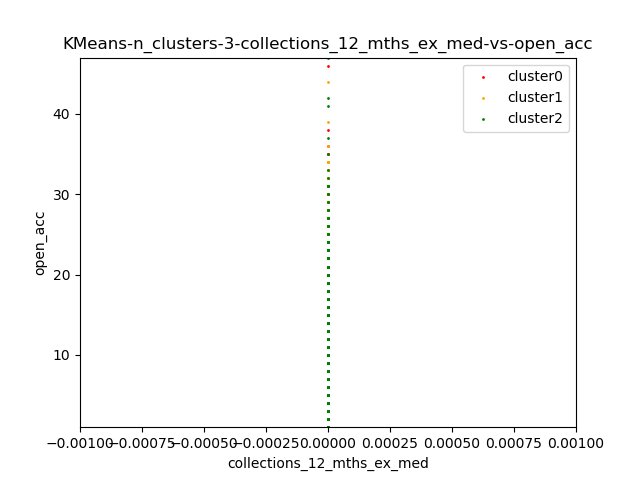 KMeans-n_clusters-3-collections_12_mths_ex_med-vs-open_acc
cluster0
cluster1
cluster2
40
30
20
10
open_acc
−0.00100 −0.00075 −0.00050 −0.00025 0.00000 0.00025 0.00050 0.00075 0.00100
collections_12_mths_ex_med